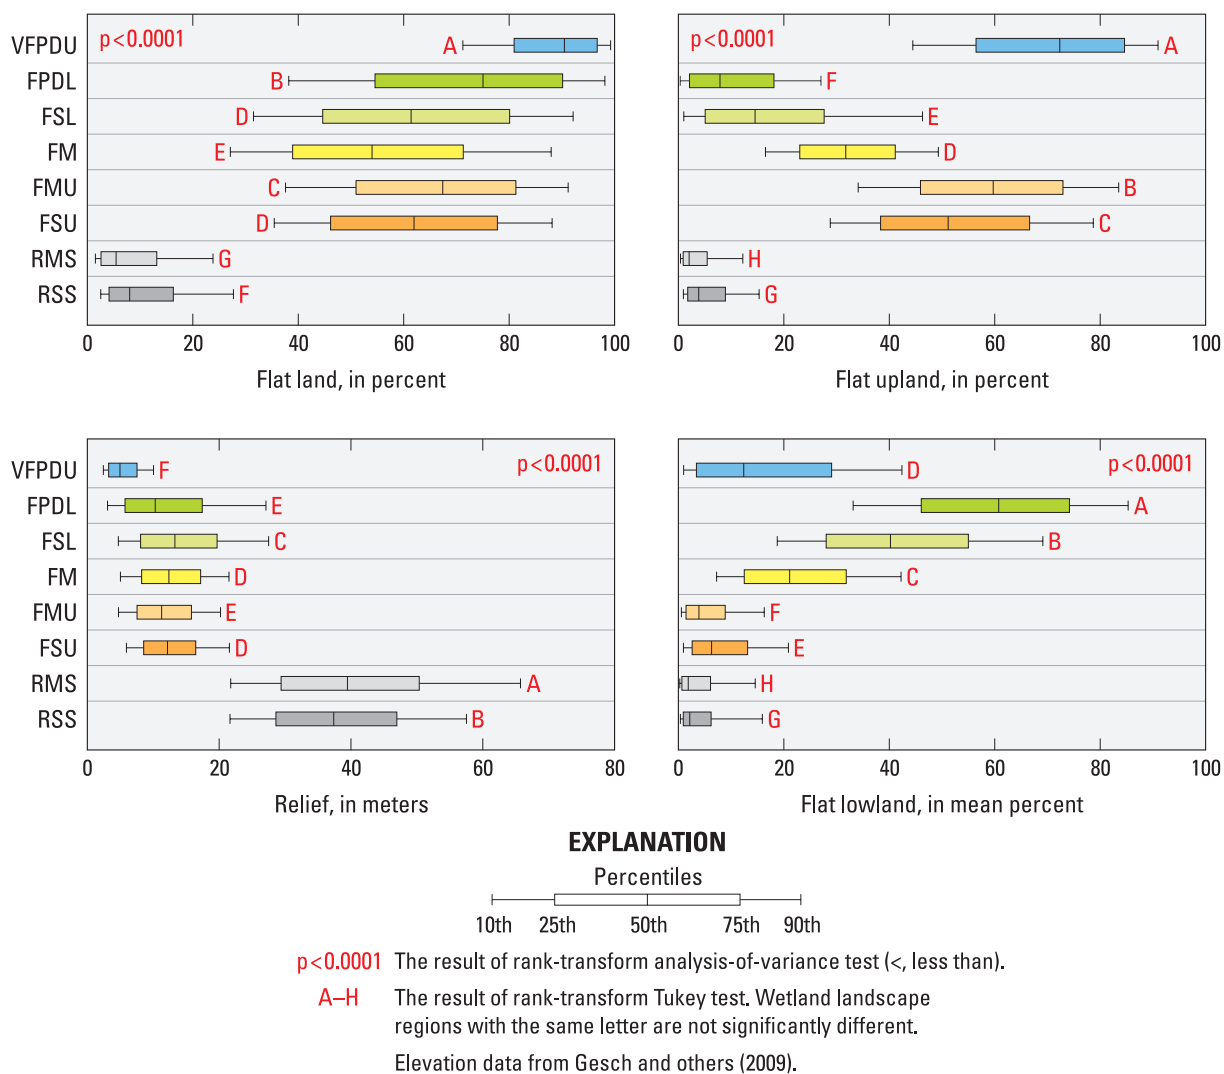 VFPDU p<0.0001 A
FPDL B
FSL D
FM E
FMU C
FSU D
RMS G
RSS F
0 20 40 60 80 100
Flat land, in percent
p<0.0001 A
F
E
D
B
C
H
G
0 20 40 60 80 100
Flat upland, in percent
VFPDU F p<0.0001
FPDL E
FSL C
FM D
FMU E
FSU D
RMS A
RSS B
0 20 40 60 80
Relief, in meters
D p<0.0001
A
B
C
F
E
H
G
0 20 40 60 80 100
Flat lowland, in mean percent
EXPLANATION
Percentiles
10th 25th 50th 75th 90th
p<0.0001 The result of rank-transform analysis-of-variance test (<, less than).
A–H The result of rank-transform Tukey test. Wetland landscape
regions with the same letter are not significantly different.
Elevation data from Gesch and others (2009).